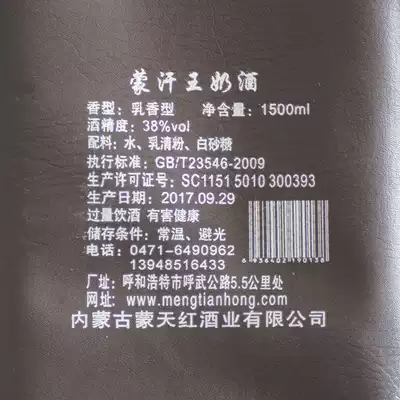 蒙汗王奶酒
香型：乳香型 净含量：1500ml
酒精度：38%vol
配料：水、乳清粉、白砂糖
执行标准：GB/T23546-2009
生产许可证号：SC1151 5010 300393
生产日期：2017.09.29
过量饮酒 有害健康
储存条件：常温、避光
电话：0471-6490962
13948516433
6936402190138
厂址：呼和浩特市呼武公路5.5公里处
网址：www.mengtianhong.com
内蒙古蒙天红酒业有限公司